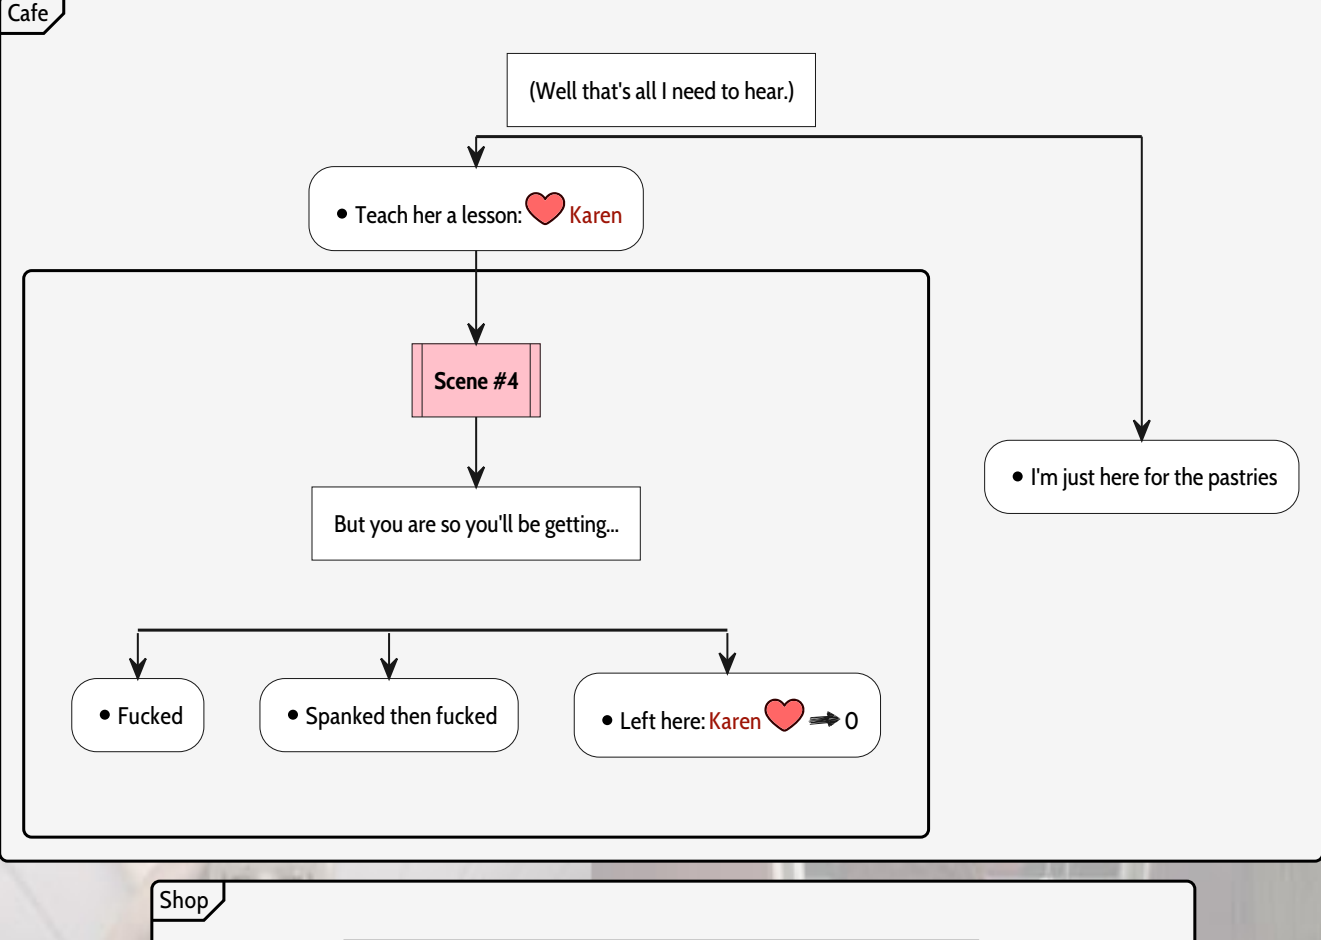 Cafe
(Well that's all I need to hear.)
• Teach her a lesson: Karen
Scene #4
• I'm just here for the pastries
But you are so you'll be getting...
• Fucked
• Spanked then fucked
• Left here: Karen 0
Shop